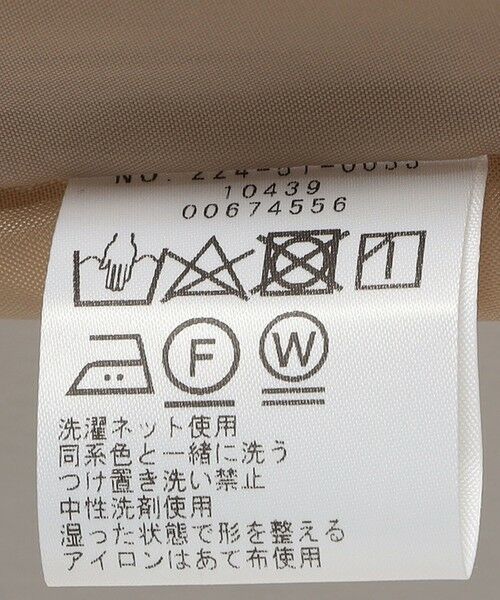 10439
00674556
F W
洗濯ネット使用
同系色と一緒に洗う
つけ置き洗い禁止
中性洗剤使用
湿った状態で形を整える
アイロンはあて布使用